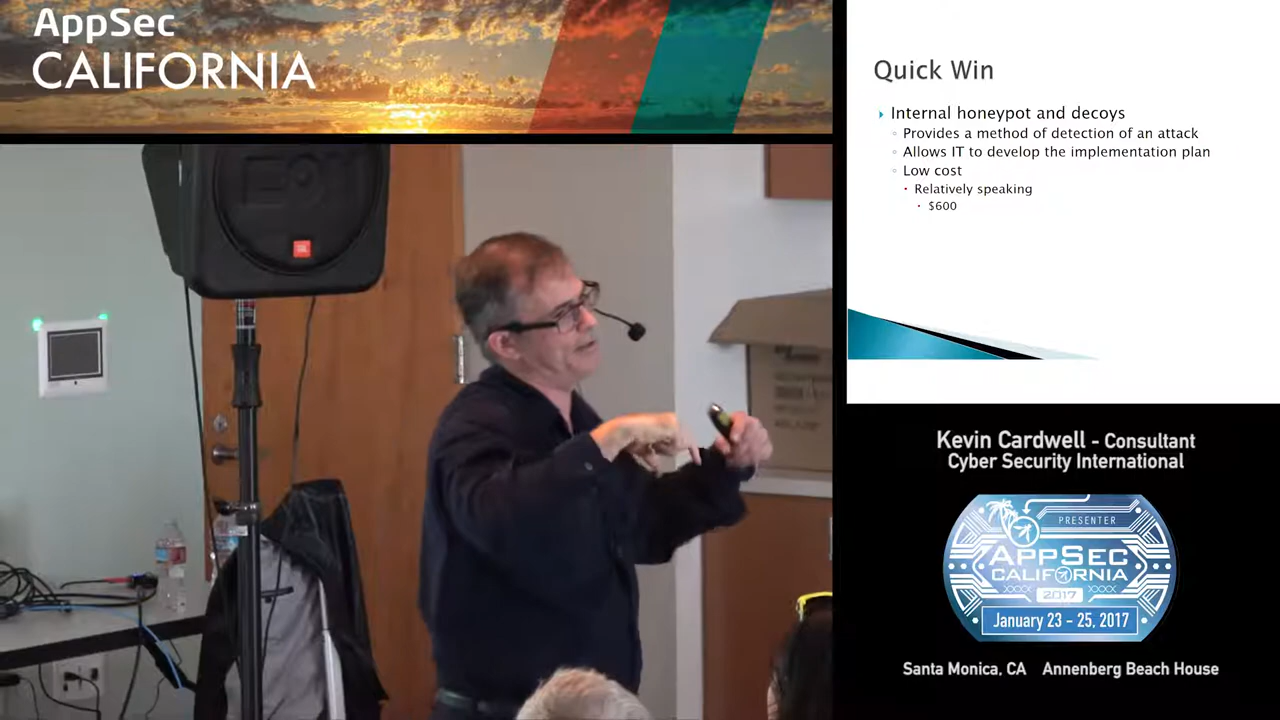 AppSec
CALIFORNIA
Quick Win
Internal honeypot and decoys
Provides a method of detection of an attack
Allows IT to develop the implementation plan
Low cost
Relatively speaking
$600
JBL
Kevin Cardwell - Consultant
Cyber Security International
PRESENTER
APPSEC
CALIFORNIA
2017
January 23 - 25, 2017
Santa Monica, CA Annenberg Beach House